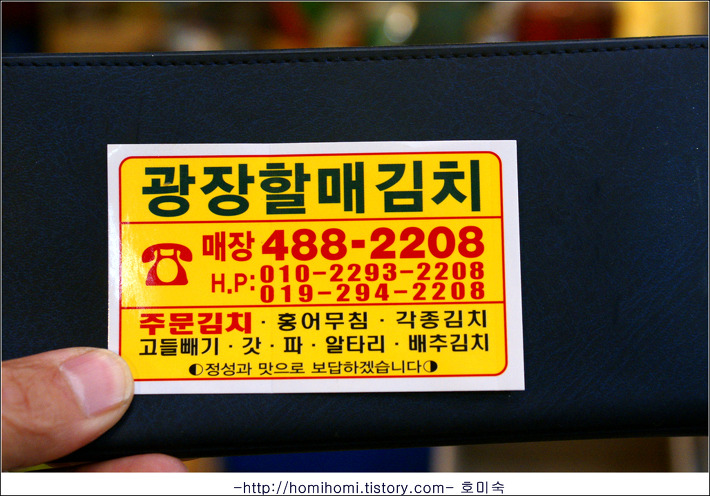 광장할매김치
매장 488-2208
H.P: 010-2293-2208
019-294-2208
주문김치 · 홍어무침 · 각종김치
고들빼기 · 갓 · 파 · 알타리 · 배추김치
◐정성과 맛으로 보답하겠습니다◑
-http://homihomi.tistory.com- 호미숙